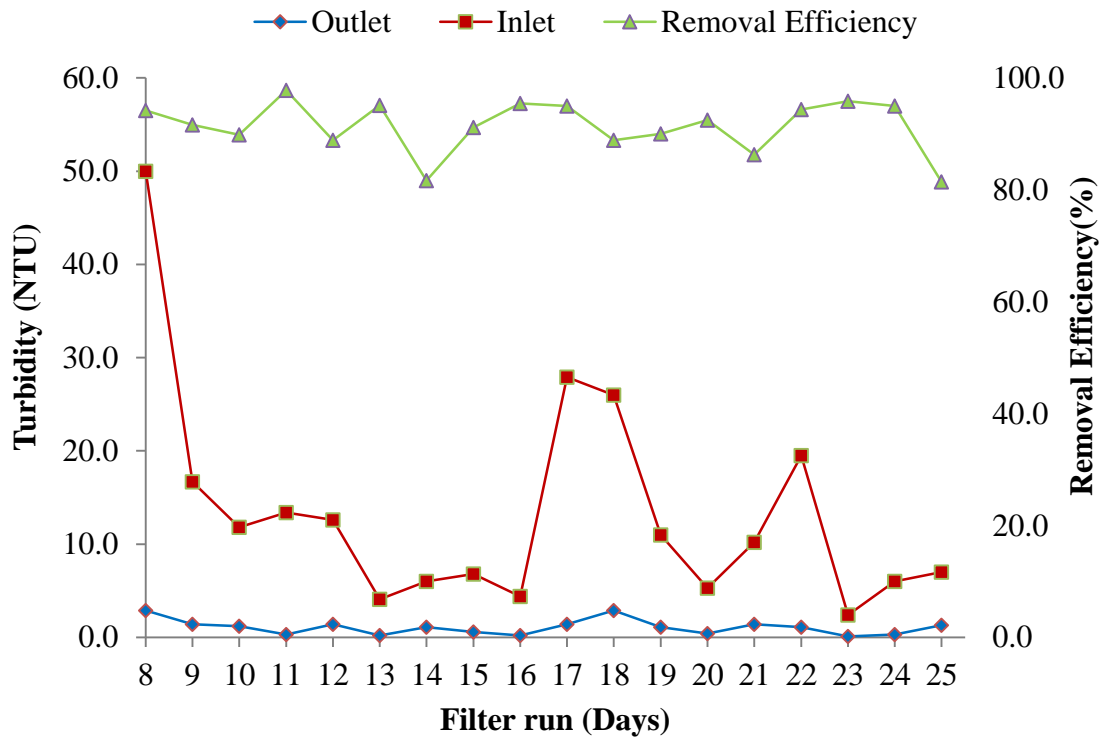 Outlet Inlet Removal Efficiency
60.0 100.0
50.0
80.0
40.0
60.0
30.0
40.0
20.0
20.0
10.0
0.0 0.0
8 9 10 11 12 13 14 15 16 17 18 19 20 21 22 23 24 25
Filter run (Days)
Turbidity (NTU)
Removal Efficiency(%)